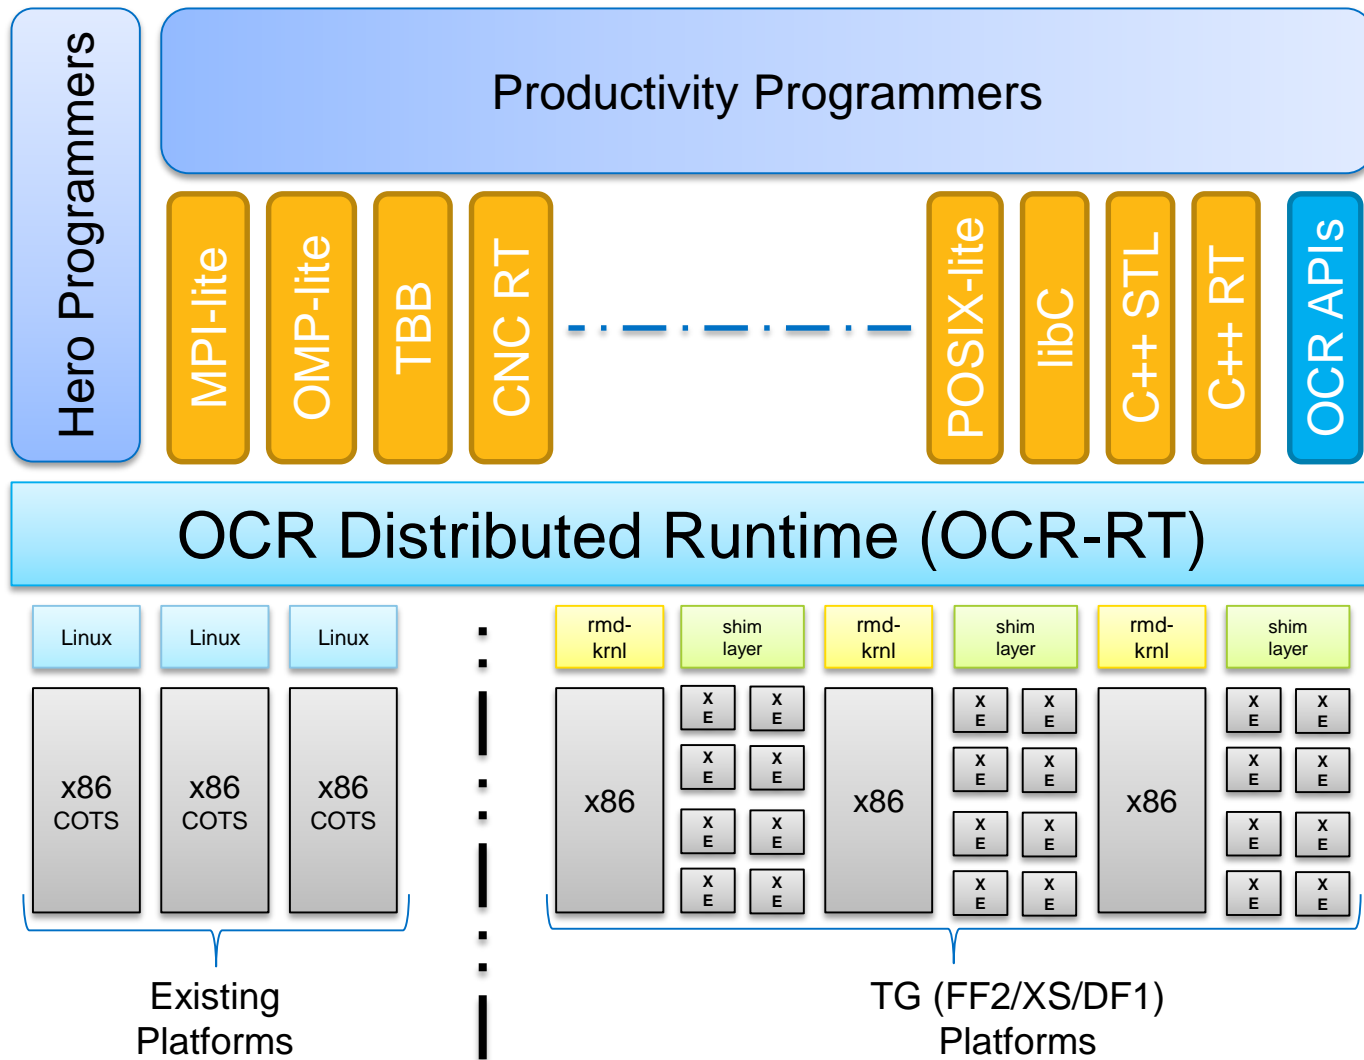 Hero Programmers
Productivity Programmers
MPI-lite
OMP-lite
TBB
CNC RT
POSIX-lite
libC
C++ STL
C++ RT
OCR APIs
OCR Distributed Runtime (OCR-RT)
Linux
Linux
Linux
rmd-
krnl
shim
layer
rmd-
krnl
shim
layer
rmd-
krnl
shim
layer
x86
COTS
x86
COTS
x86
COTS
x86
X
E
X
E
X
E
X
E
X
E
X
E
X
E
X
E
x86
X
E
X
E
X
E
X
E
X
E
X
E
X
E
X
E
x86
X
E
X
E
X
E
X
E
X
E
X
E
X
E
X
E
Existing
Platforms
TG (FF2/XS/DF1)
Platforms